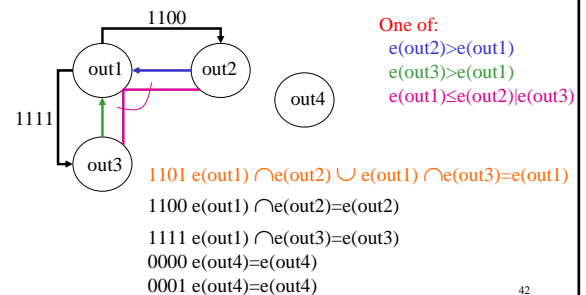 1100
One of:
e(out2)>e(out1)
e(out3)>e(out1)
e(out1)≤e(out2)|e(out3)
out1
out2
out4
1111
out3
1101 e(out1) ∩e(out2) ∪ e(out1) ∩e(out3)=e(out1)
1100 e(out1) ∩e(out2)=e(out2)
1111 e(out1) ∩e(out3)=e(out3)
0000 e(out4)=e(out4)
0001 e(out4)=e(out4)
42